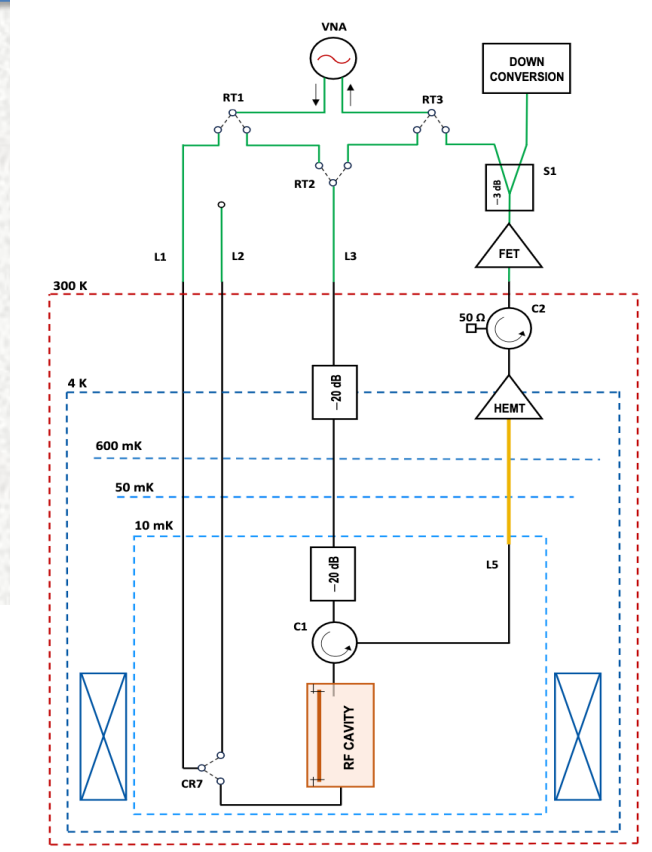 VNA
DOWN
CONVERSION
RT1
RT3
RT2
S1
−3 dB
FET
L1
L2
L3
300 K
50 Ω
C2
4 K
−20 dB
HEMT
600 mK
50 mK
10 mK
−20 dB
L5
C1
RF CAVITY
CR7